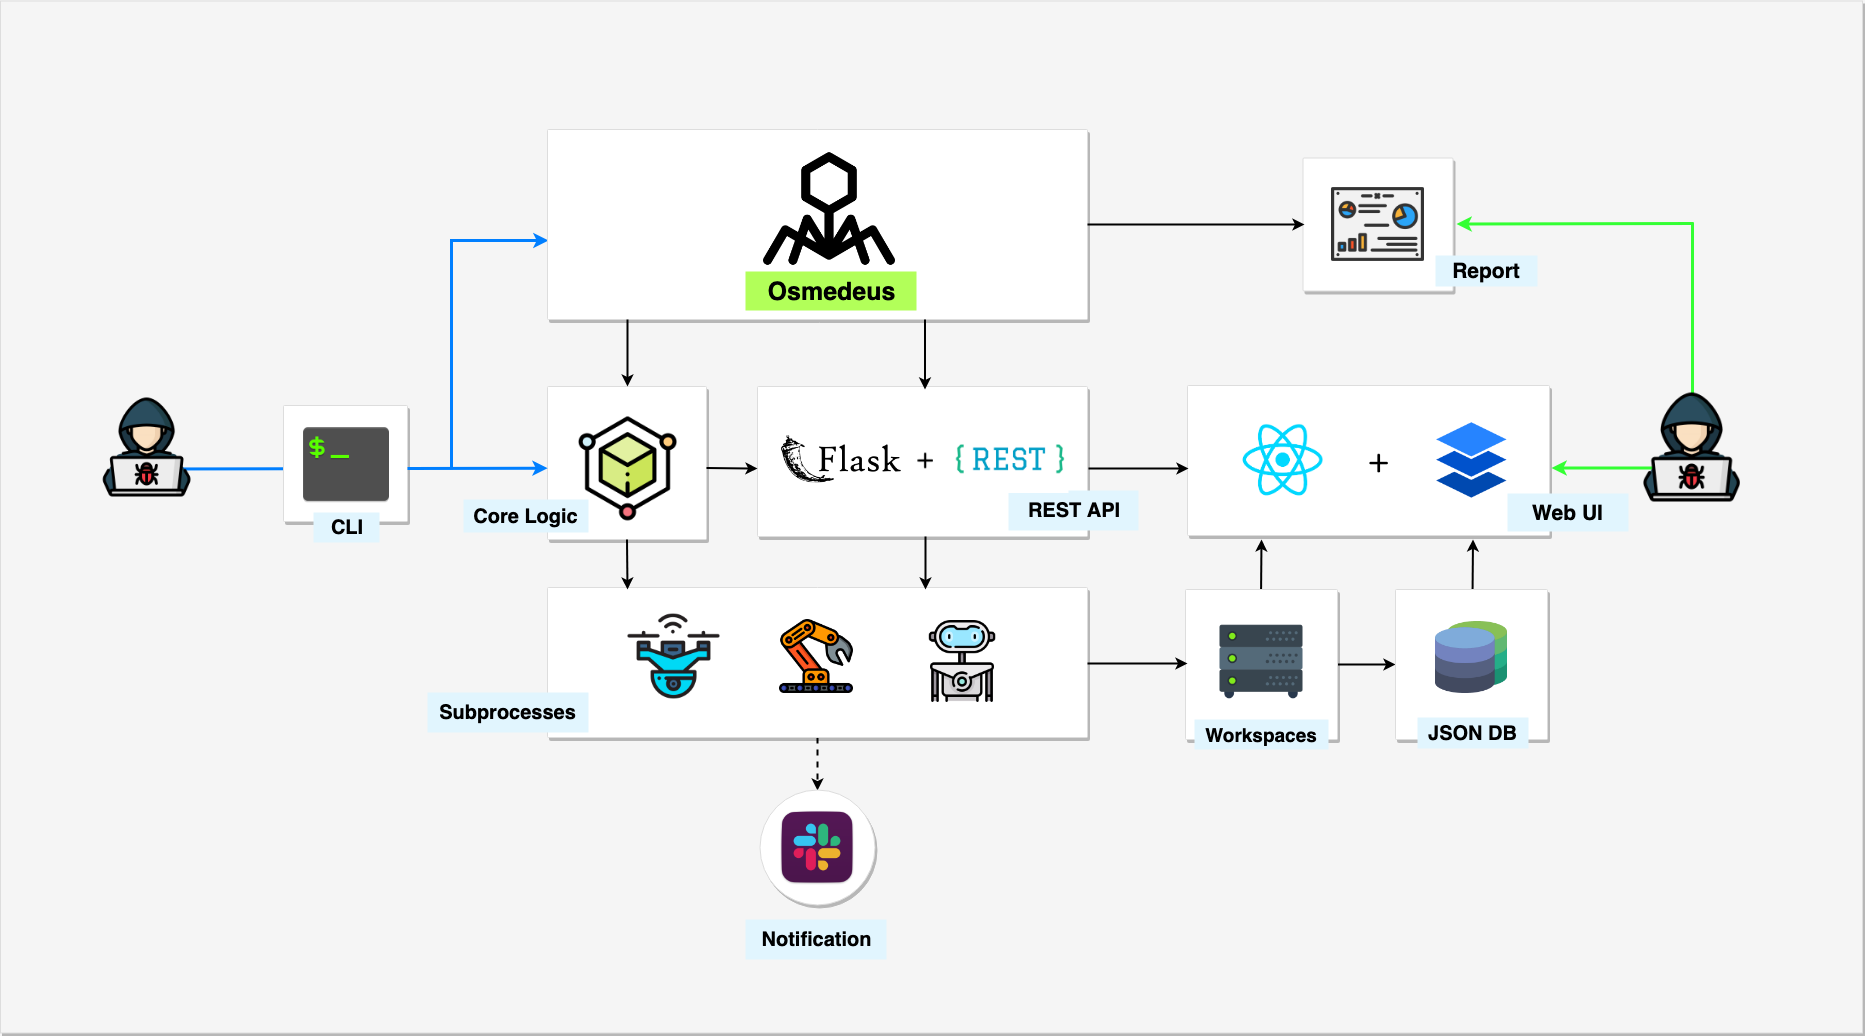 Osmedeus
Report
$_
CLI
Core Logic
Flask + {REST}
REST API
+
Web UI
Subprocesses
Workspaces
JSON DB
Notification